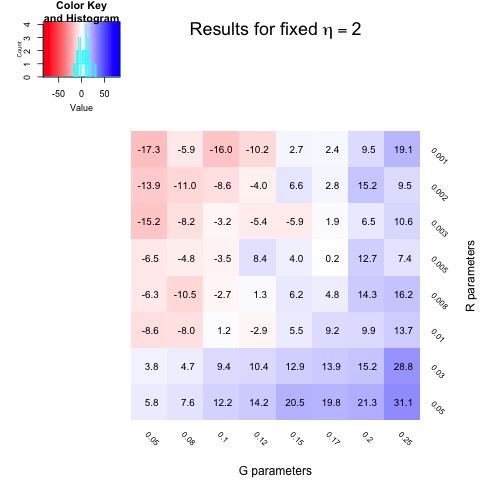 Color Key
and Histogram
Results for fixed η = 2
Count
0 1 2 3 4
-50 0 50
Value
-17.3 -5.9 -16.0 -10.2 2.7 2.4 9.5 19.1 0.001
-13.9 -11.0 -8.6 -4.0 6.6 2.8 15.2 9.5 0.002
-15.2 -8.2 -3.2 -5.4 -5.9 1.9 6.5 10.6 0.003
-6.5 -4.8 -3.5 8.4 4.0 0.2 12.7 7.4 0.005
-6.3 -10.5 -2.7 1.3 6.2 4.8 14.3 16.2 0.008
-8.6 -8.0 1.2 -2.9 5.5 9.2 9.9 13.7 0.01
3.8 4.7 9.4 10.4 12.9 13.9 15.2 28.8 0.03
5.8 7.6 12.2 14.2 20.5 19.8 21.3 31.1 0.05
R parameters
0.05 0.08 0.1 0.12 0.15 0.17 0.2 0.25
G parameters